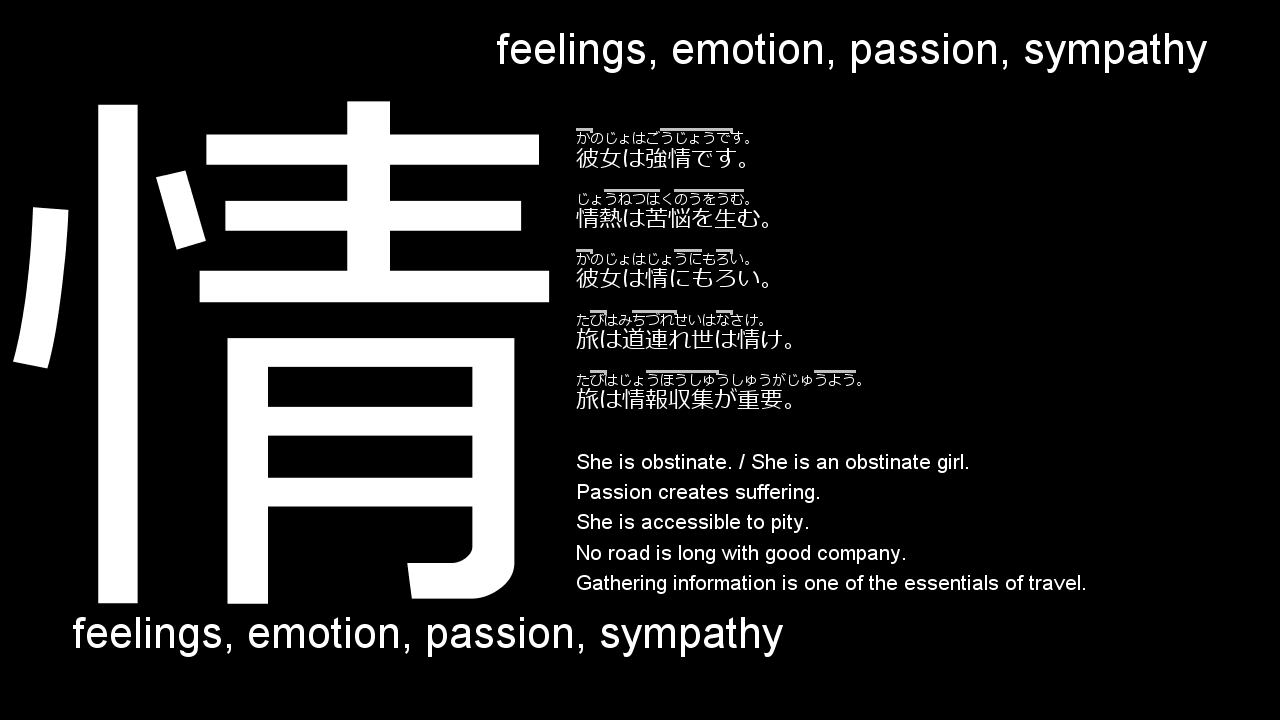 feelings, emotion, passion, sympathy
情
かのじょはごうじょうです。
彼女は強情です。
じょうねつはくのうをうむ。
情熱は苦悩を生む。
かのじょはじょうにもろい。
彼女は情にもろい。
たびはみちづれせいはなさけ。
旅は道連れ世は情け。
たびはじょうほうしゅうしゅうがじゅうよう。
旅は情報収集が重要。
She is obstinate. / She is an obstinate girl.
Passion creates suffering.
She is accessible to pity.
No road is long with good company.
Gathering information is one of the essentials of travel.
feelings, emotion, passion, sympathy